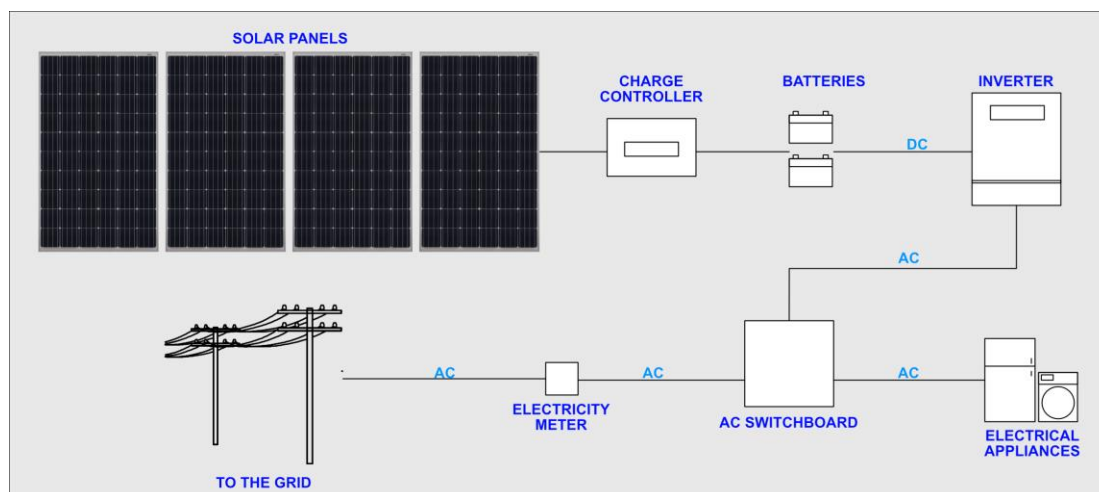 SOLAR PANELS
CHARGE
CONTROLLER
BATTERIES
INVERTER
DC
AC
AC
AC
AC
ELECTRICITY
METER
AC SWITCHBOARD
ELECTRICAL
APPLIANCES
TO THE GRID